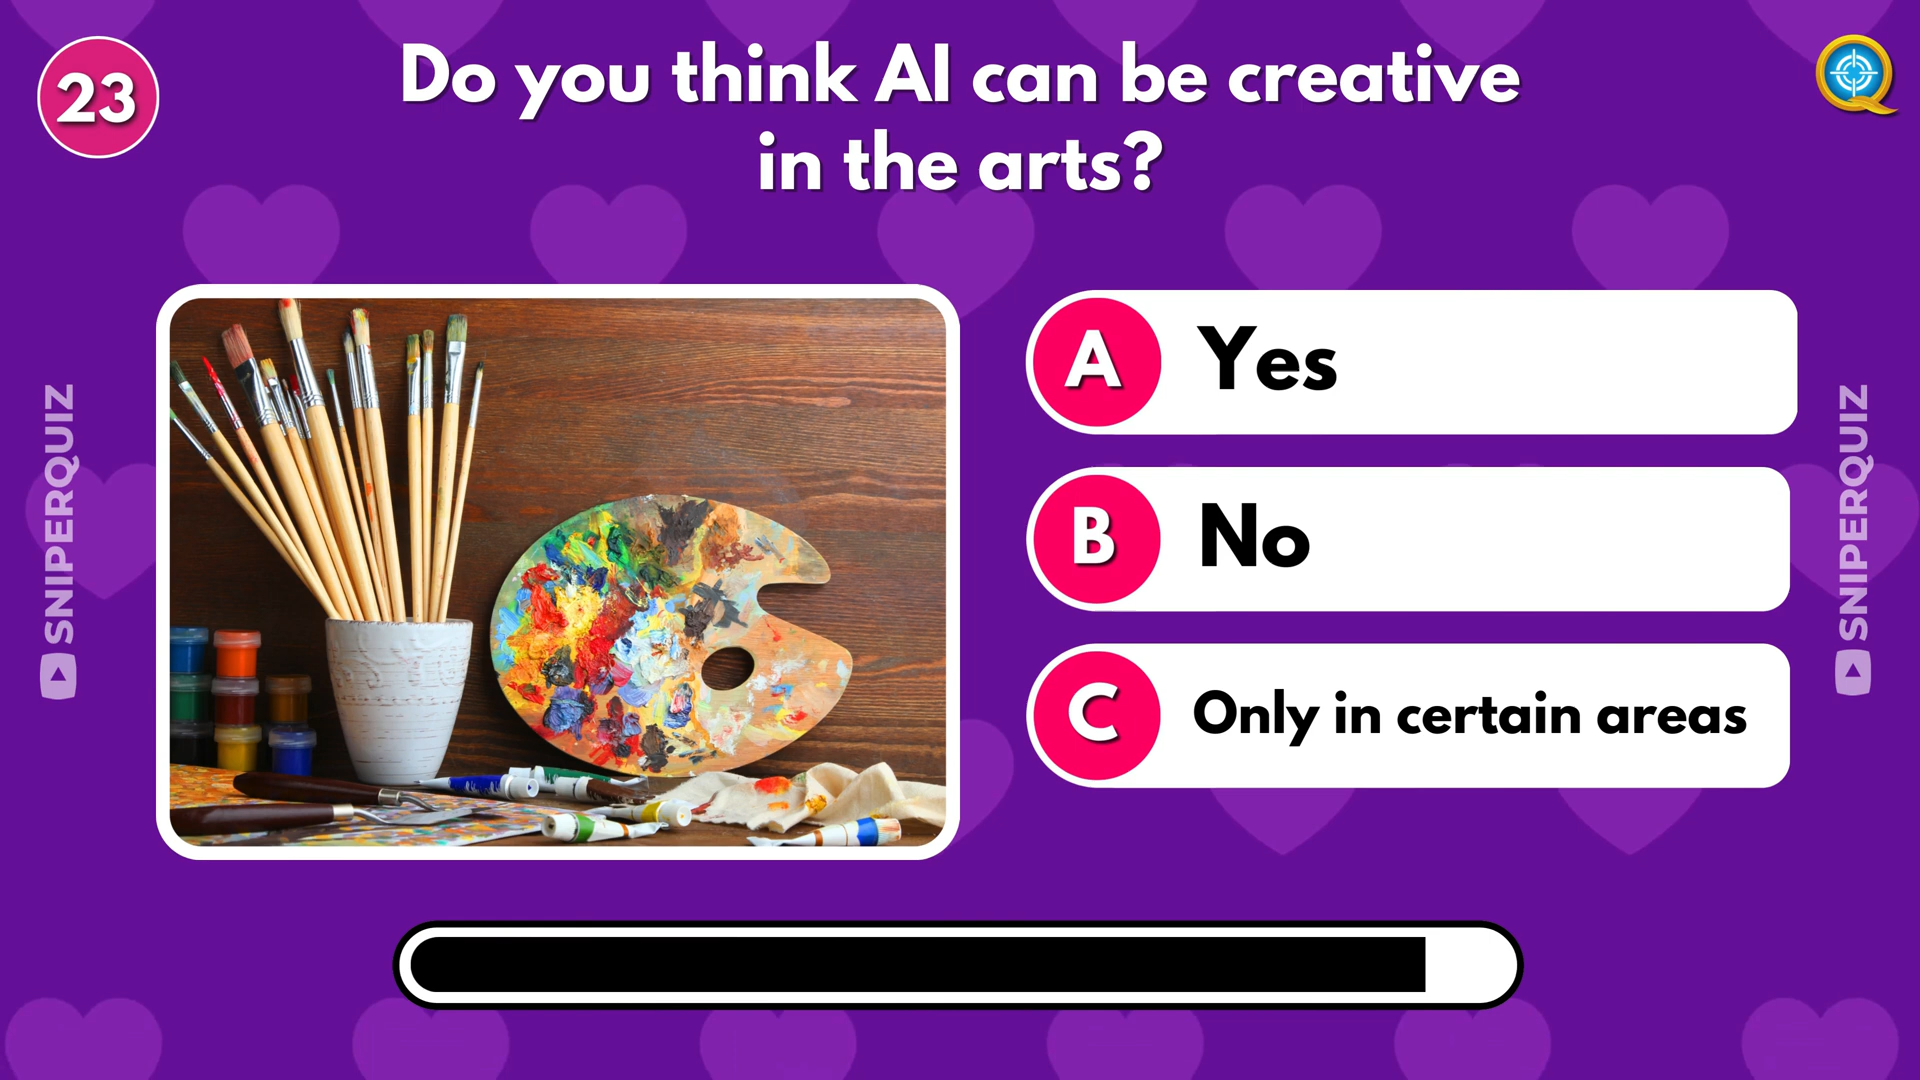 23
Do you think AI can be creative
in the arts?
A Yes
B No
C Only in certain areas
SNIPERQUIZ
SNIPERQUIZ